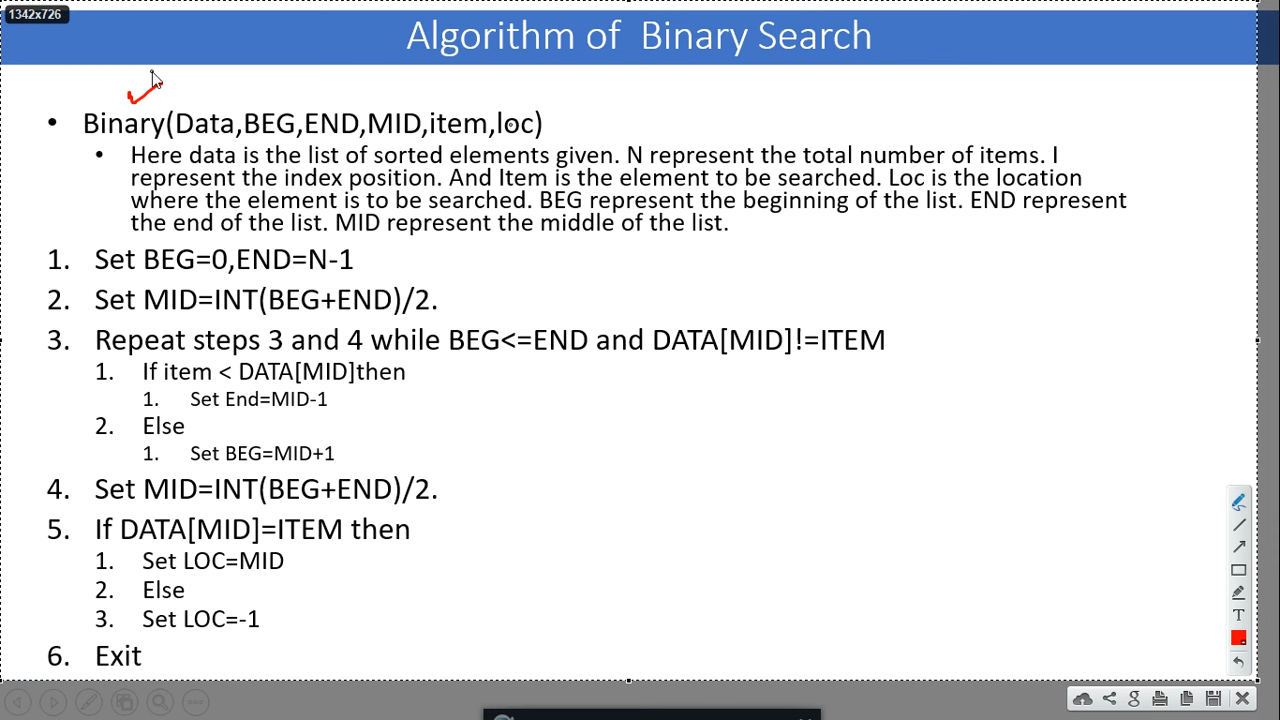 1342x726
Algorithm of Binary Search
• Binary(Data,BEG,END,MID,item,loc)
• Here data is the list of sorted elements given. N represent the total number of items. I
represent the index position. And Item is the element to be searched. Loc is the location
where the element is to be searched. BEG represent the beginning of the list. END represent
the end of the list. MID represent the middle of the list.
1. Set BEG=0,END=N-1
2. Set MID=INT(BEG+END)/2.
3. Repeat steps 3 and 4 while BEG<=END and DATA[MID]!=ITEM
1. If item < DATA[MID]then
1. Set End=MID-1
2. Else
1. Set BEG=MID+1
4. Set MID=INT(BEG+END)/2.
5. If DATA[MID]=ITEM then
1. Set LOC=MID
2. Else
3. Set LOC=-1
6. Exit